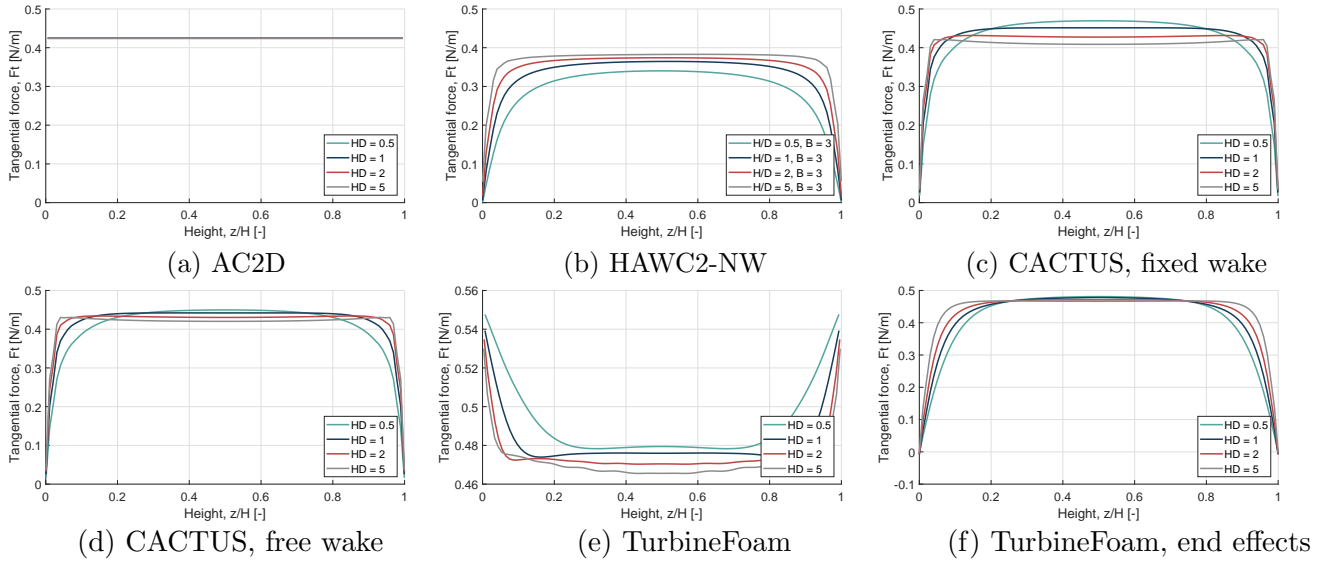 0.5
0.4
0.3
0.2
0.1
0
Tangential force, Ft [N/m]
HD = 0.5
HD = 1
HD = 2
HD = 5
0 0.2 0.4 0.6 0.8 1
Height, z/H [-]
(a) AC2D
0.5
0.4
0.3
0.2
0.1
0
Tangential force, Ft [N/m]
H/D = 0.5, B = 3
H/D = 1, B = 3
H/D = 2, B = 3
H/D = 5, B = 3
0 0.2 0.4 0.6 0.8 1
Height, z/H [-]
(b) HAWC2-NW
0.5
0.4
0.3
0.2
0.1
0
Tangential force, Ft [N/m]
HD = 0.5
HD = 1
HD = 2
HD = 5
0 0.2 0.4 0.6 0.8 1
Height, z/H [-]
(c) CACTUS, fixed wake
0.5
0.4
0.3
0.2
0.1
0
Tangential force, Ft [N/m]
HD = 0.5
HD = 1
HD = 2
HD = 5
0 0.2 0.4 0.6 0.8 1
Height, z/H [-]
(d) CACTUS, free wake
0.56
0.54
0.52
0.5
0.48
0.46
Tangential force, Ft [N/m]
HD = 0.5
HD = 1
HD = 2
HD = 5
0 0.2 0.4 0.6 0.8 1
Height, z/H [-]
(e) TurbineFoam
0.5
0.4
0.3
0.2
0.1
0
-0.1
Tangential force, Ft [N/m]
HD = 0.5
HD = 1
HD = 2
HD = 5
0 0.2 0.4 0.6 0.8 1
Height, z/H [-]
(f) TurbineFoam, end effects